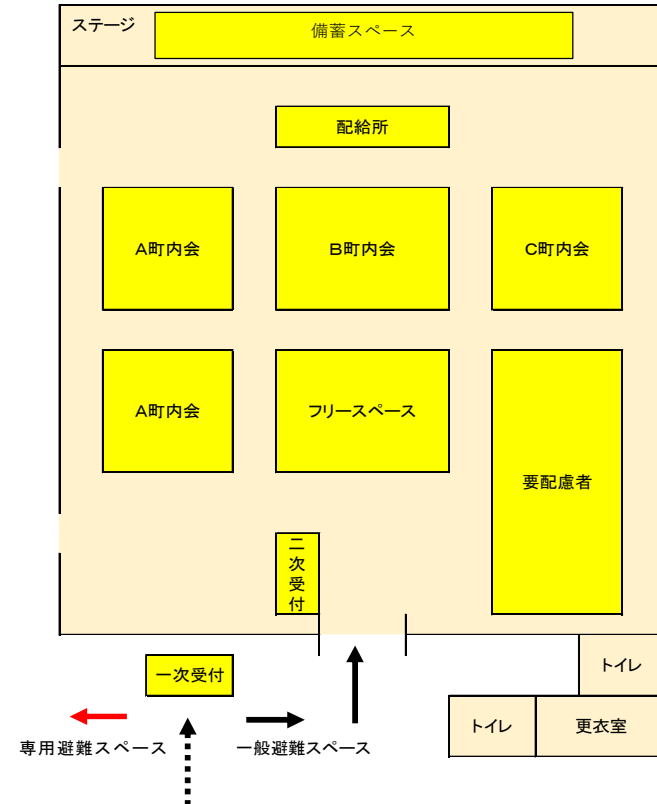 ステージ
備蓄スペース
配給所
A町内会
B町内会
C町内会
A町内会
フリースペース
要配慮者
二次受付
一次受付
トイレ
専用避難スペース
一般避難スペース
トイレ
更衣室